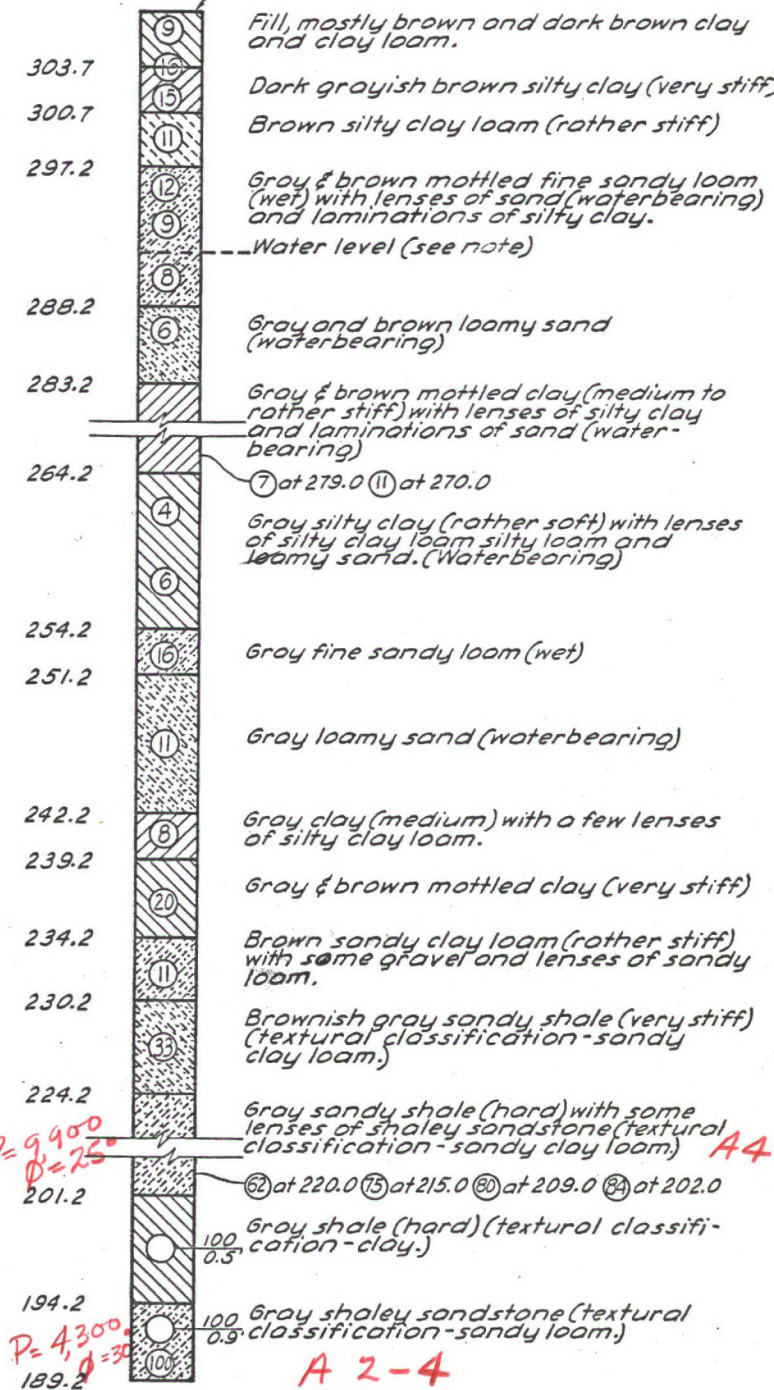 ⑨ Fill, mostly brown and dark brown clay
and clay loam.
303.7
⑯
⑮ Dark grayish brown silty clay (very stiff)
300.7
⑪ Brown silty clay loam (rather stiff)
297.2
⑫ Gray & brown mottled fine sandy loam
(wet) with lenses of sand (waterbearing)
⑨ and laminations of silty clay.
Water level (see note)
⑧
288.2
⑥ Gray and brown loamy sand
(waterbearing)
283.2
Gray & brown mottled clay (medium to
rather stiff) with lenses of silty clay
and laminations of sand (water-
bearing)
264.2
⑦ at 279.0 ⑪ at 270.0
④ Gray silty clay (rather soft) with lenses
of silty clay loam silty loam and
⑥ loamy sand. (Waterbearing)
254.2
⑯ Gray fine sandy loam (wet)
251.2
⑪ Gray loamy sand (waterbearing)
242.2
⑧ Gray clay (medium) with a few lenses
of silty clay loam.
239.2
⑳ Gray & brown mottled clay (very stiff)
234.2
Brown sandy clay loam (rather stiff)
⑪ with some gravel and lenses of sandy
loam.
230.2
Brownish gray sandy shale (very stiff)
㉝ (textural classification - sandy
clay loam.)
224.2
Gray sandy shale (hard) with some
lenses of shaley sandstone (textural
classification - sandy clay loam.) A4
= 9,900
φ = 25°
201.2
(62) at 220.0 (75) at 215.0 (80) at 209.0 (84) at 202.0
100/0.5 Gray shale (hard) (textural classifi-
cation - clay.)
194.2
100/0.9 Gray shaley sandstone (textural
classification - sandy loam.)
P= 4,300
φ = 30
(100)
189.2
A 2-4